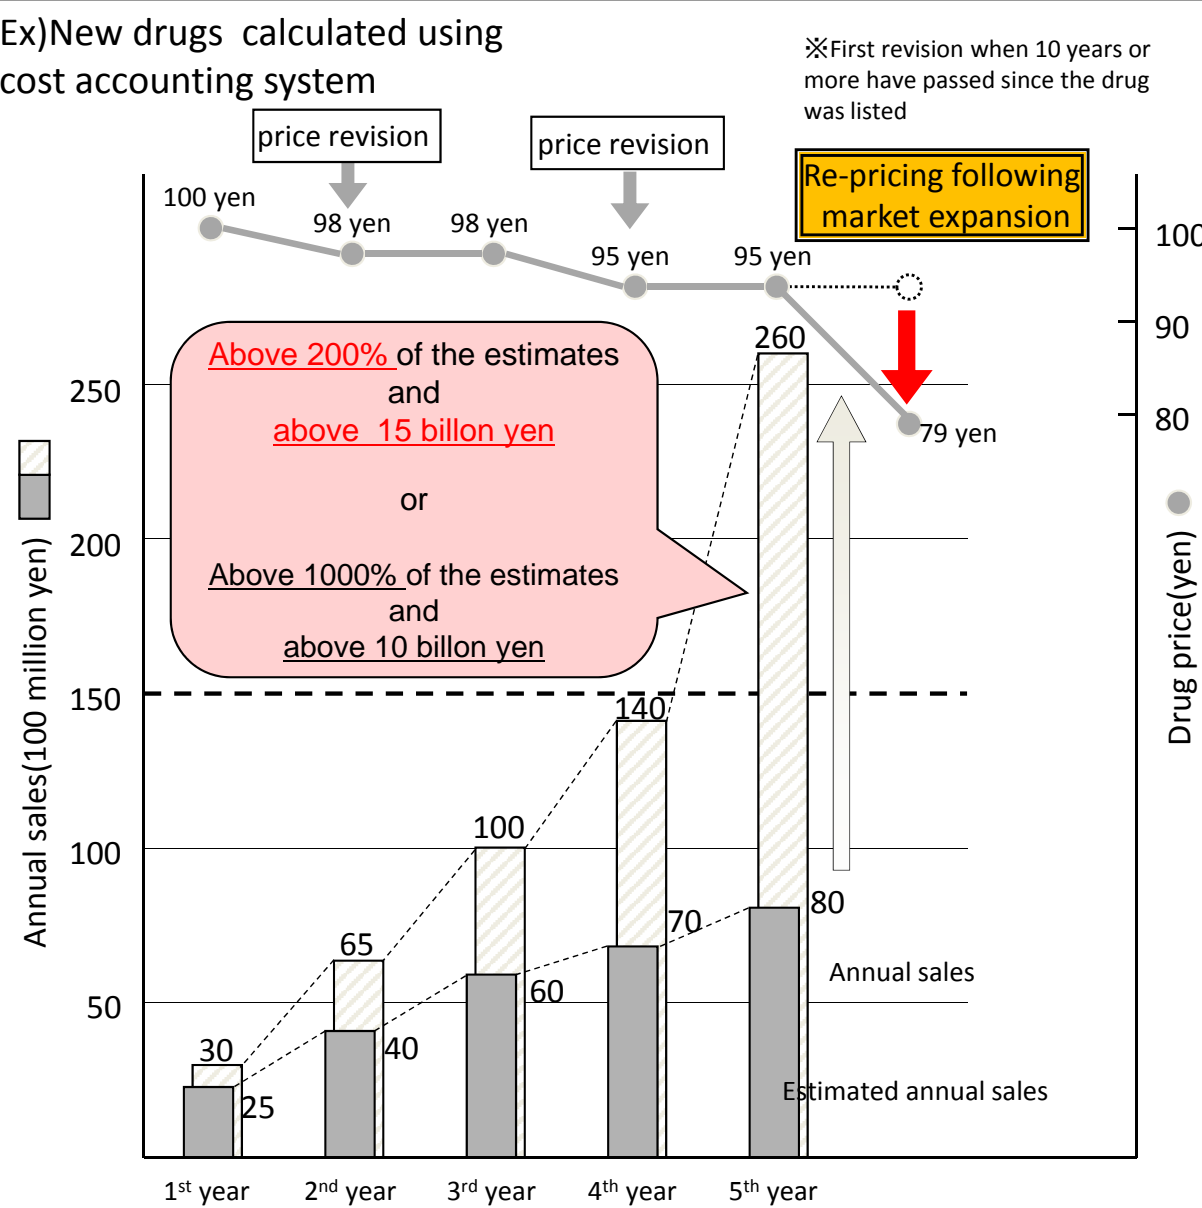 Ex)New drugs calculated using
cost accounting system
※First revision when 10 years or
more have passed since the drug
was listed
price revision
price revision
Re-pricing following
market expansion
100 yen
98 yen
98 yen
95 yen
95 yen
79 yen
100
90
80
Drug price(yen)
Above 200% of the estimates
and
above 15 billon yen
or
Above 1000% of the estimates
and
above 10 billon yen
250
200
150
100
50
Annual sales(100 million yen)
260
140
100
65
30
80
70
60
40
25
Annual sales
Estimated annual sales
1st year
2nd year
3rd year
4th year
5th year